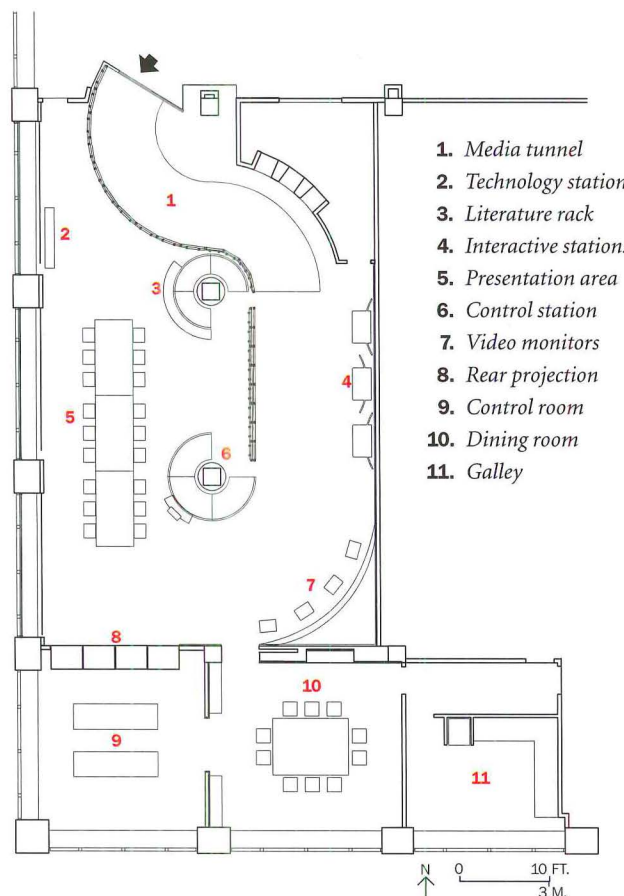 1. Media tunnel
2. Technology station
3. Literature rack
4. Interactive stations
5. Presentation area
6. Control station
7. Video monitors
8. Rear projection
9. Control room
10. Dining room
11. Galley
1
2
3
4
5
6
7
8
9
10
11
N 0 10 FT.
3 M.